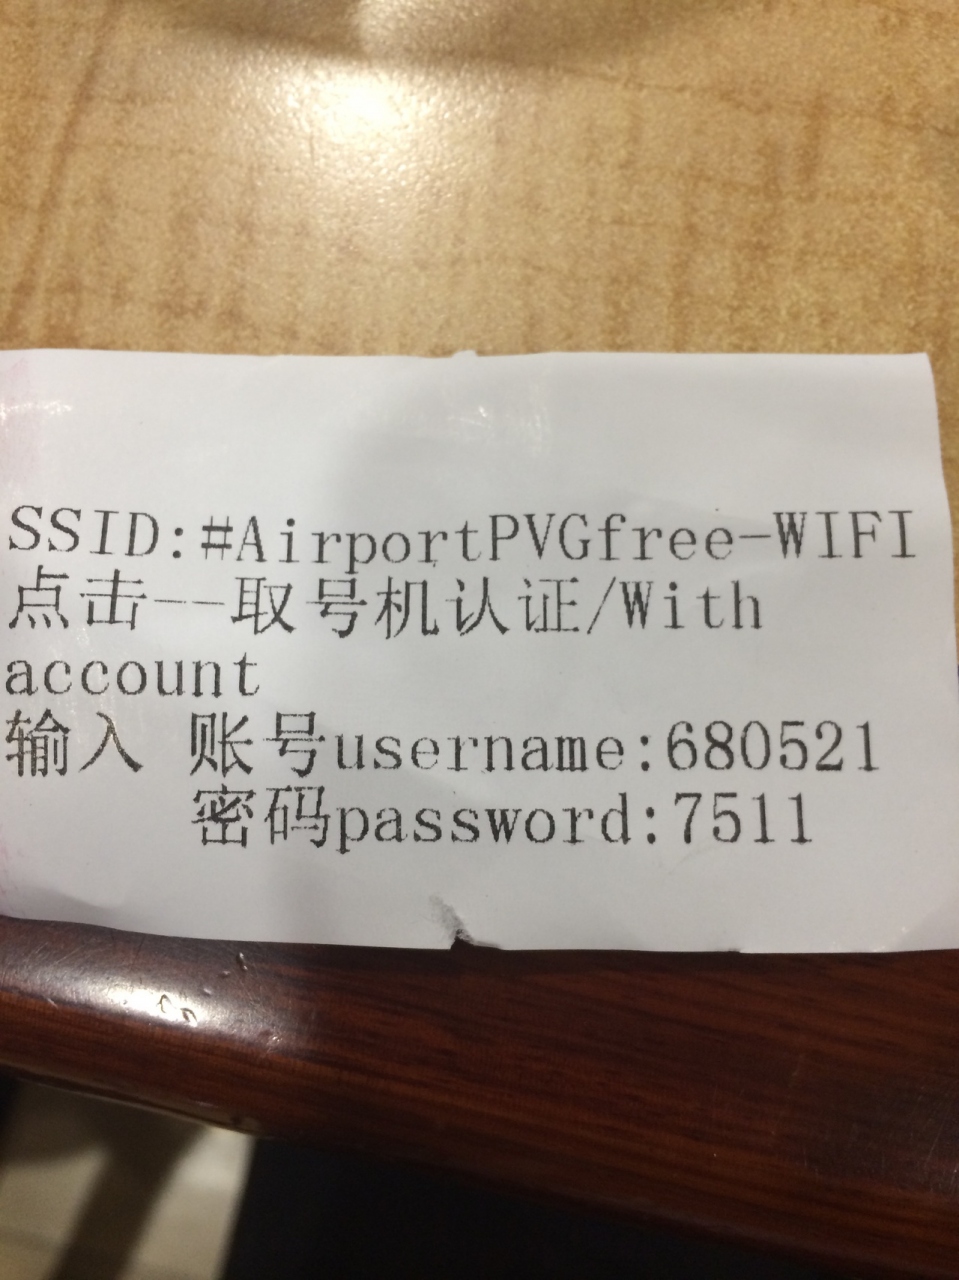 SSID:#AirportPVGfree-WIFI
点击--取号机认证/With
account
输入 账号username:680521
密码password:7511